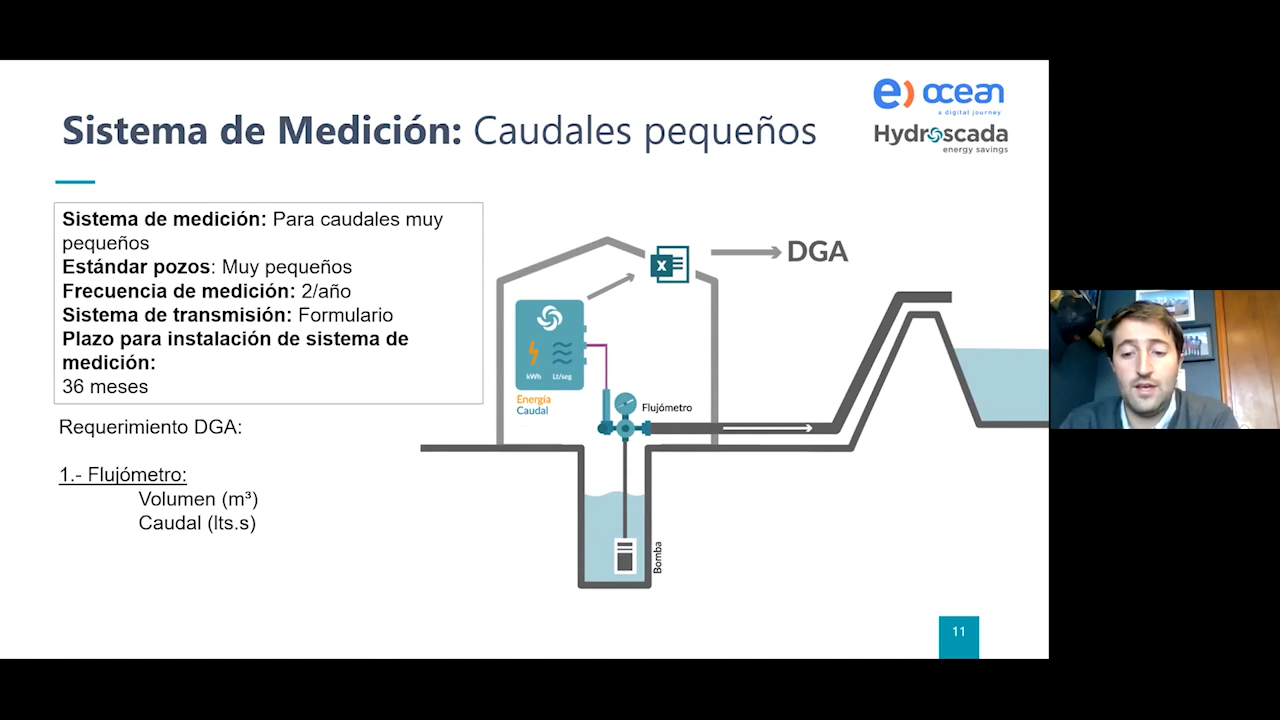 Sistema de Medición: Caudales pequeños
e) ocean
a digital journey
Hydroscada
energy savings
Sistema de medición: Para caudales muy
pequeños
Estándar pozos: Muy pequeños
Frecuencia de medición: 2/año
Sistema de transmisión: Formulario
Plazo para instalación de sistema de
medición:
36 meses
Requerimiento DGA:
1.- Flujómetro:
Volumen (m³)
Caudal (lts.s)
X
DGA
kWh
Lt/seg
Energía
Caudal
Flujómetro
Bomba
11